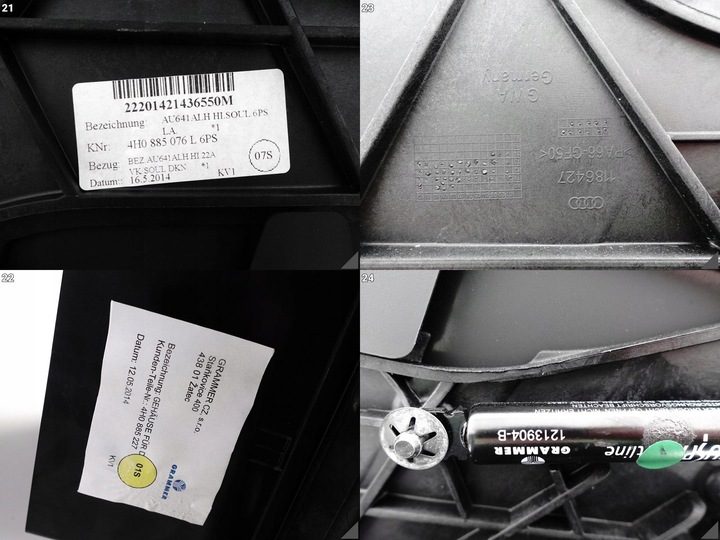 21
22201421436550M
Bezeichnung: AU641ALH HI.SOUL 6PS
LA. *1
KNr: 4H0 885 076 L 6PS
Bezug: BEZ.AU641ALH HI 22A
VK SOUL DKN *1
Datum:: 16.5.2014 KV1
07S
23
GWA
Germany
1186427
22
GRAMMER CZ, s.r.o.
Staňkovice 400
438 01 Žatec
Bezeichnung: GEHÄUSE FÜR D
Kunden-Teile-Nr.: 4H0 885 227
Datum: 12.05.2014
KV1
01S
GRAMMER
24
GRAMMER
1213904-B